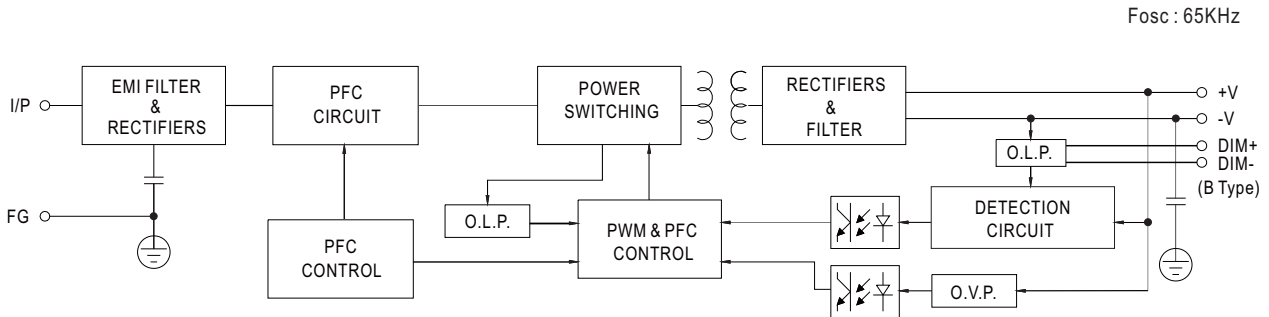 Fosc : 65KHz
I/P
EMI FILTER
&
RECTIFIERS
PFC
CIRCUIT
POWER
SWITCHING
RECTIFIERS
&
FILTER
+V
-V
O.L.P.
DIM+
DIM-
(B Type)
FG
O.L.P.
PFC
CONTROL
PWM & PFC
CONTROL
DETECTION
CIRCUIT
O.V.P.